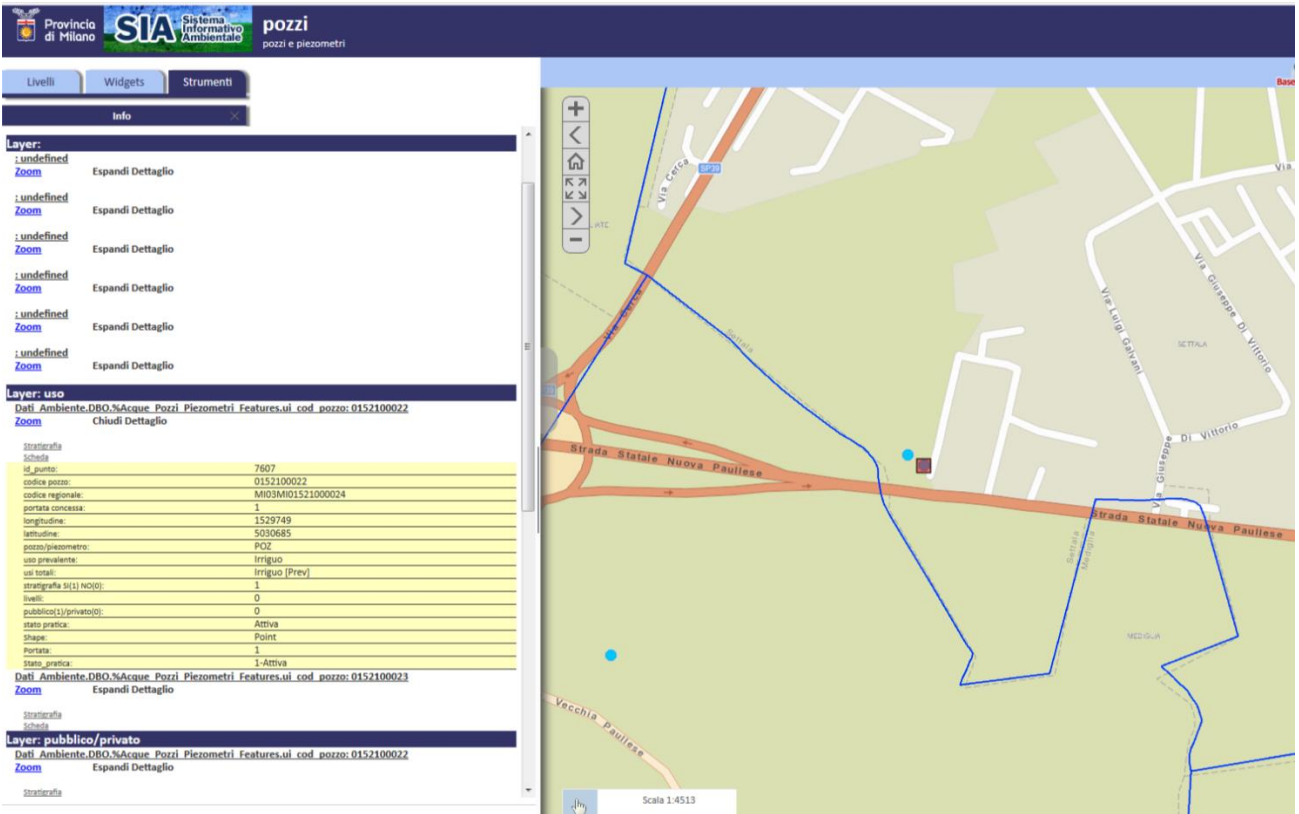 Provincia
di Milano
SIA Sistema
Informativo
Ambientale
pozzi
pozzi e piezometri
Livelli Widgets Strumenti
Info
Base
Layer:
: undefined
Zoom Espandi Dettaglio
: undefined
Zoom Espandi Dettaglio
: undefined
Zoom Espandi Dettaglio
: undefined
Zoom Espandi Dettaglio
: undefined
Zoom Espandi Dettaglio
: undefined
Zoom Espandi Dettaglio
Layer: uso
Dati_Ambiente.DBO.%Acque_Pozzi_Piezometri_Features.ui_cod_pozzo: 0152100022
Zoom Chiudi Dettaglio
Stratigrafia
Scheda
id_punto: 7607
codice pozzo: 0152100022
codice regionale: MI03MI01521000024
portata concessa: 1
longitudine: 1529749
latitudine: 5030685
pozzo/piezometro: POZ
uso prevalente: Irriguo
usi totali: Irriguo [Prev]
stratigrafia SI(1) NO(0): 1
livelli: 0
pubblico(1)/privato(0): 0
stato pratica: Attiva
Shape: Point
Portata: 1
Stato_pratica: 1-Attiva
Dati_Ambiente.DBO.%Acque_Pozzi_Piezometri_Features.ui_cod_pozzo: 0152100023
Zoom Espandi Dettaglio
Stratigrafia
Scheda
Layer: pubblico/privato
Dati_Ambiente.DBO.%Acque_Pozzi_Piezometri_Features.ui_cod_pozzo: 0152100022
Zoom Espandi Dettaglio
Stratigrafia
Via Cerca
SP39
Via
Via Cerca
Settala
Via Luigi Galvani
Via Giuseppe Di Vittorio
SETTALA
Strada Statale Nuova Paullese
Via Giuseppe Di Vittorio
Strada Statale Nuova Paullese
Settala
Mediglia
MEDIGLIA
Vecchia Paullese
Scala 1:4513